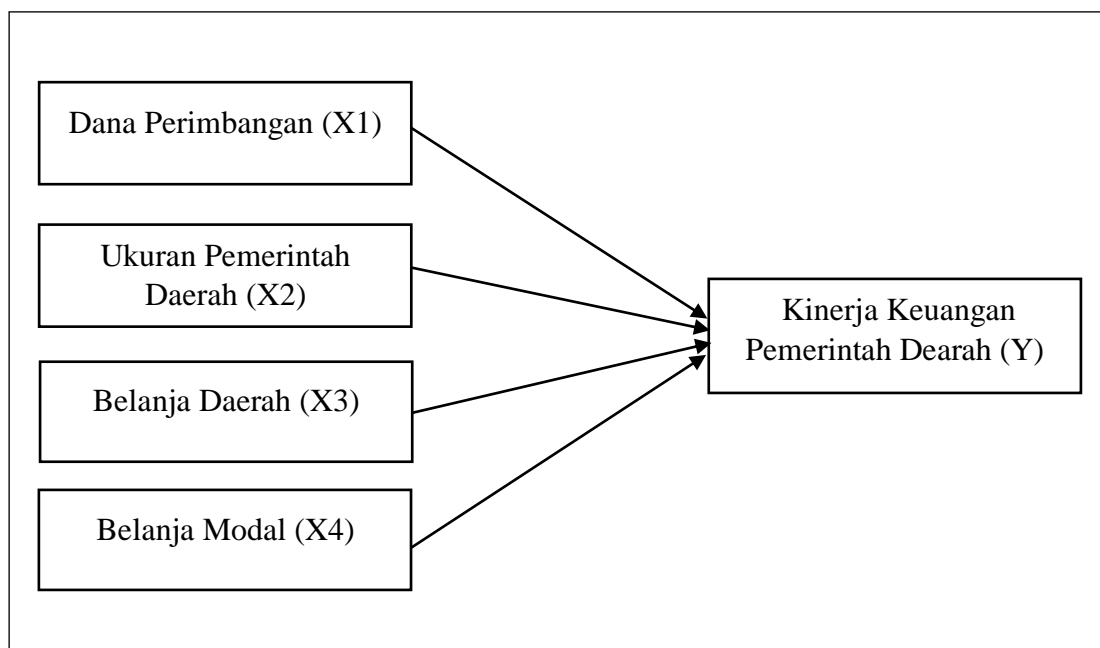 Dana Perimbangan (X1)
Ukuran Pemerintah
Daerah (X2)
Belanja Daerah (X3)
Belanja Modal (X4)
Kinerja Keuangan
Pemerintah Dearah (Y)